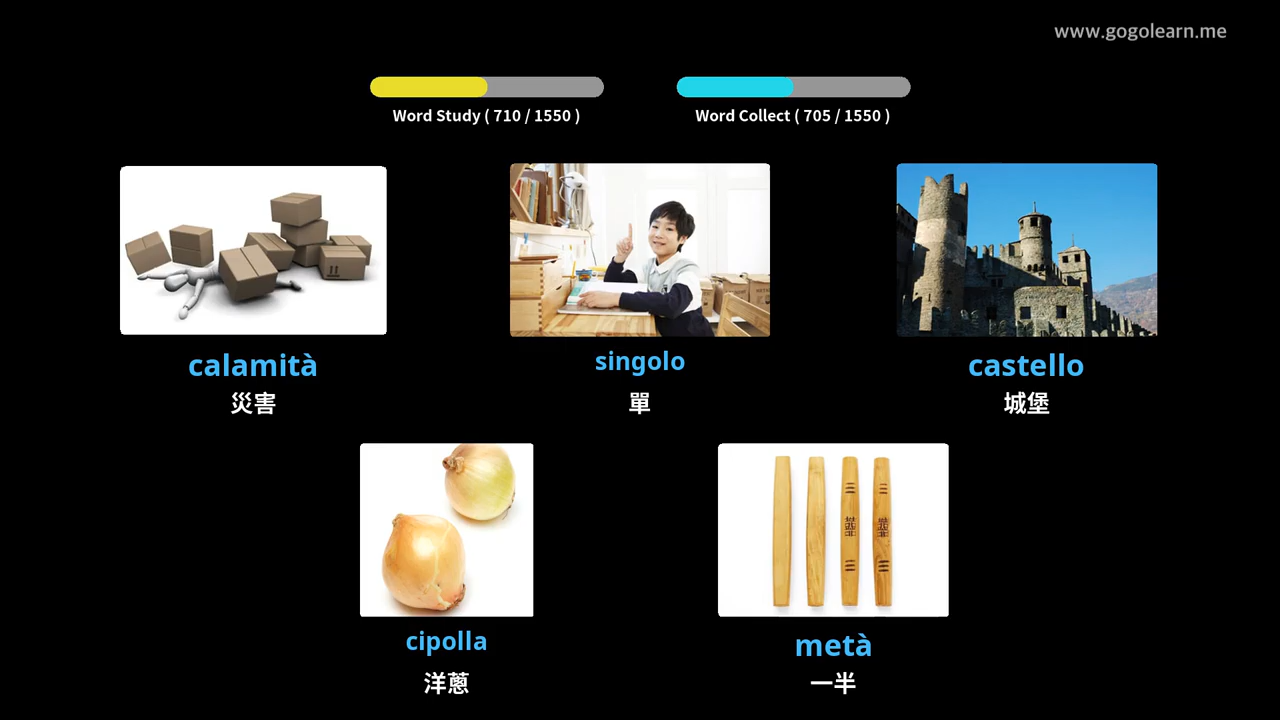 www.gogolearn.me
Word Study ( 710 / 1550 )
Word Collect ( 705 / 1550 )
calamità
災害
singolo
單
castello
城堡
cipolla
洋蔥
metà
一半